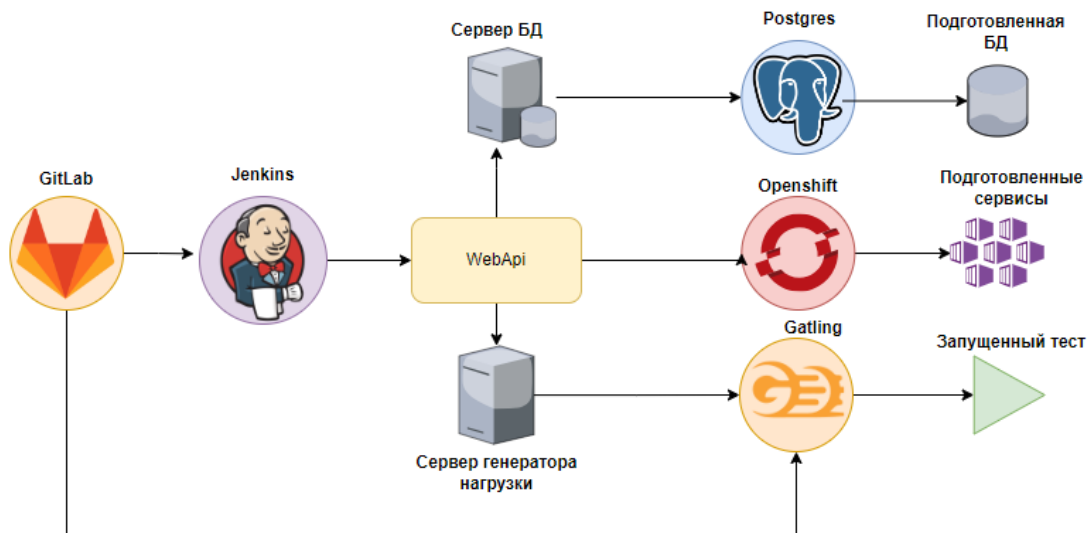 Сервер БД
Postgres
Подготовленная
БД
GitLab
Jenkins
WebApi
Openshift
Подготовленные
сервисы
Сервер генератора
нагрузки
Gatling
Запущенный тест